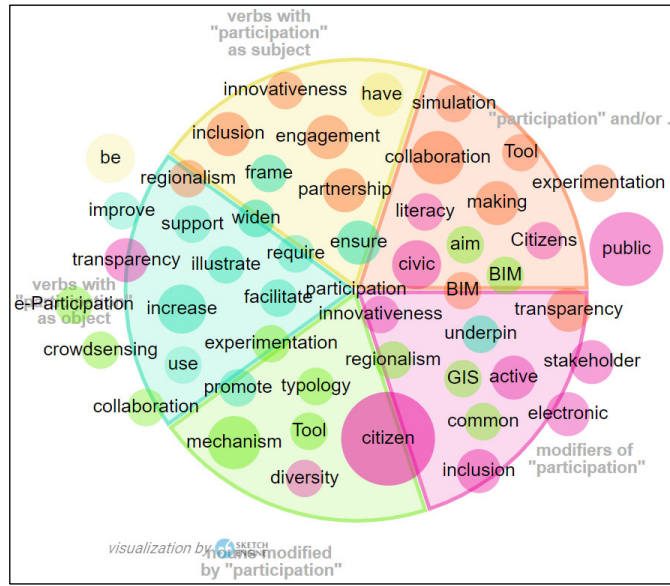 verbs with
"participation"
as subject
innovativeness
have
simulation
inclusion
engagement
"participation" and/or ...
collaboration
Tool
be
regionalism
frame
partnership
experimentation
improve
support
widen
literacy
making
transparency
illustrate
require
ensure
civic
aim
Citizens
public
verbs with
"participation"
as object
e-Participation
increase
facilitate
participation
BIM
BIM
innovativeness
transparency
crowdsensing
experimentation
underpin
use
regionalism
stakeholder
collaboration
promote
typology
GIS
active
mechanism
Tool
citizen
common
electronic
modifiers of
"participation"
diversity
inclusion
visualization by SKETCH
ENGINE
nouns modified
by "participation"